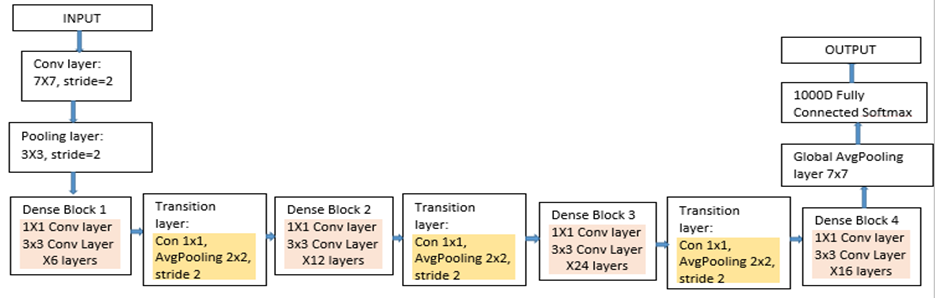 INPUT
Conv layer:
7X7, stride=2
Pooling layer:
3X3, stride=2
Dense Block 1
1X1 Conv layer
3x3 Conv Layer
X6 layers
Transition
layer:
Con 1x1,
AvgPooling 2x2,
stride 2
Dense Block 2
1X1 Conv layer
3x3 Conv Layer
X12 layers
Transition
layer:
Con 1x1,
AvgPooling 2x2,
stride 2
Dense Block 3
1X1 Conv layer
3x3 Conv Layer
X24 layers
Transition
layer:
Con 1x1,
AvgPooling 2x2,
stride 2
Dense Block 4
1X1 Conv layer
3x3 Conv Layer
X16 layers
Global AvgPooling
layer 7x7
1000D Fully
Connected Softmax
OUTPUT